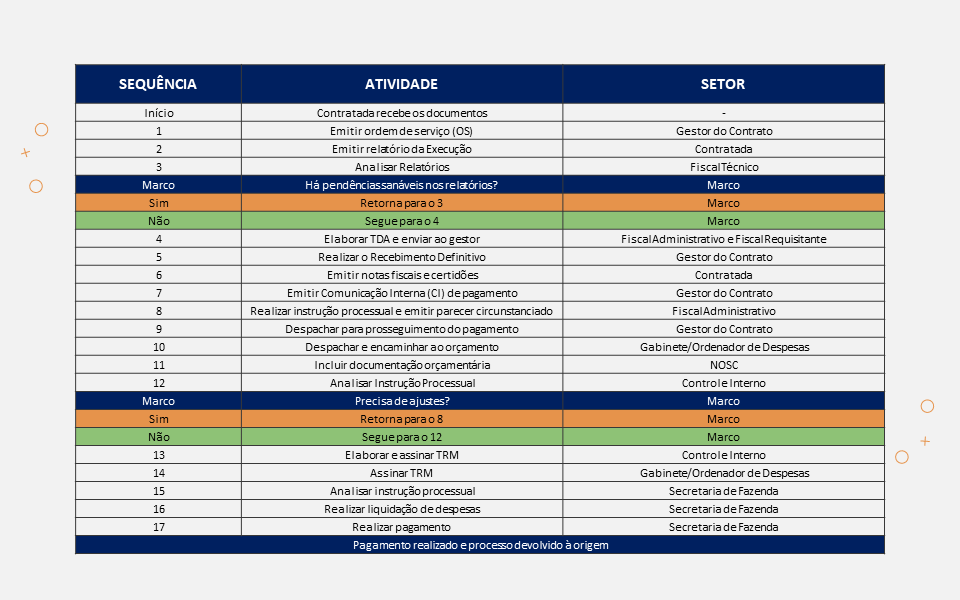 SEQUÊNCIA ATIVIDADE SETOR
Início Contratada recebe os documentos -
1 Emitir ordem de serviço (OS) Gestor do Contrato
2 Emitir relatório da Execução Contratada
3 Analisar Relatórios Fiscal Técnico
Marco Há pendências sanáveis nos relatórios? Marco
Sim Retorna para o 3 Marco
Não Segue para o 4 Marco
4 Elaborar TDA e enviar ao gestor Fiscal Administrativo e Fiscal Requisitante
5 Realizar o Recebimento Definitivo Gestor do Contrato
6 Emitir notas fiscais e certidões Contratada
7 Emitir Comunicação Interna (CI) de pagamento Gestor do Contrato
8 Realizar instrução processual e emitir parecer circunstanciado Fiscal Administrativo
9 Despachar para prosseguimento do pagamento Gestor do Contrato
10 Despachar e encaminhar ao orçamento Gabinete/Ordenador de Despesas
11 Incluir documentação orçamentária NOSC
12 Analisar Instrução Processual Controle Interno
Marco Precisa de ajustes? Marco
Sim Retorna para o 8 Marco
Não Segue para o 12 Marco
13 Elaborar e assinar TRM Controle Interno
14 Assinar TRM Gabinete/Ordenador de Despesas
15 Analisar instrução processual Secretaria de Fazenda
16 Realizar liquidação de despesas Secretaria de Fazenda
17 Realizar pagamento Secretaria de Fazenda
Pagamento realizado e processo devolvido à origem